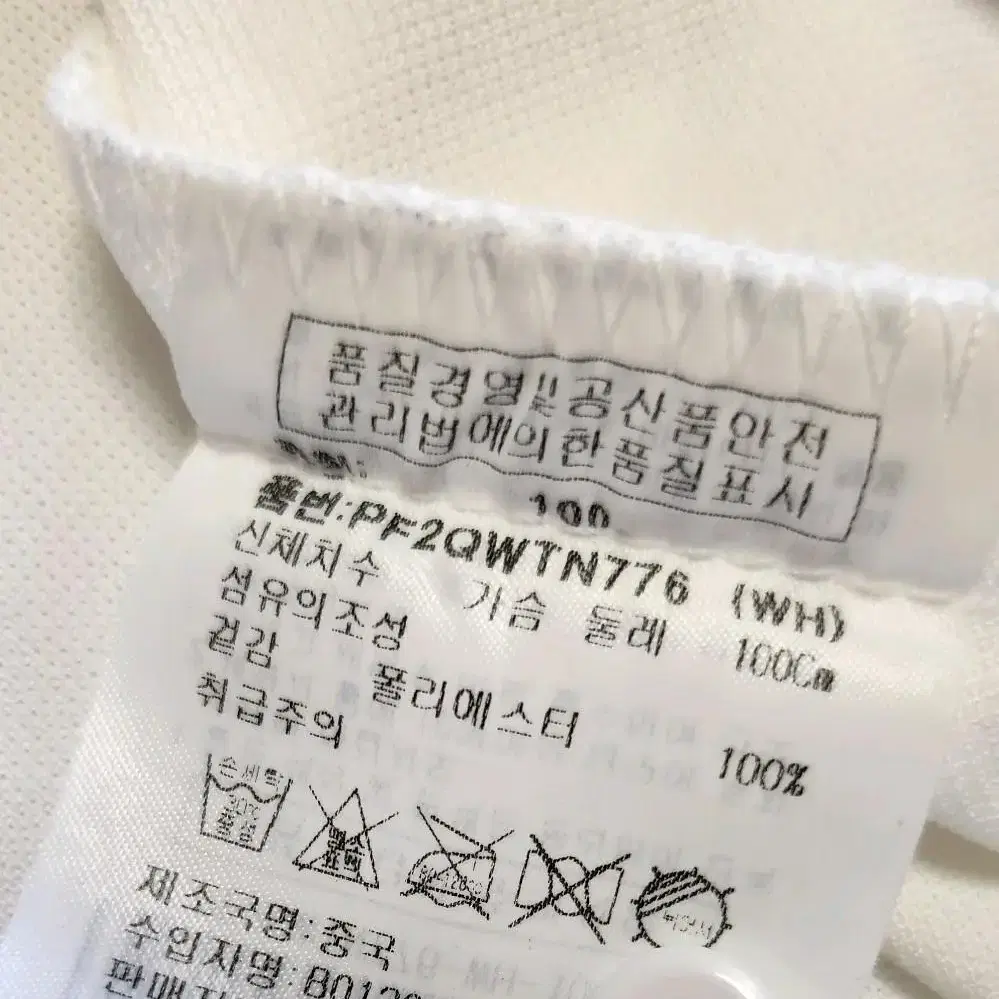 품질경영및공산품안전
관리법에의한품질표시
100
품번:PF2QWTN776 (WH)
신체치수 가슴 둘레 100Cm
섬유의조성
겉감 폴리에스터 100%
취급주의
손세탁
제조국명:중국
수입자명: